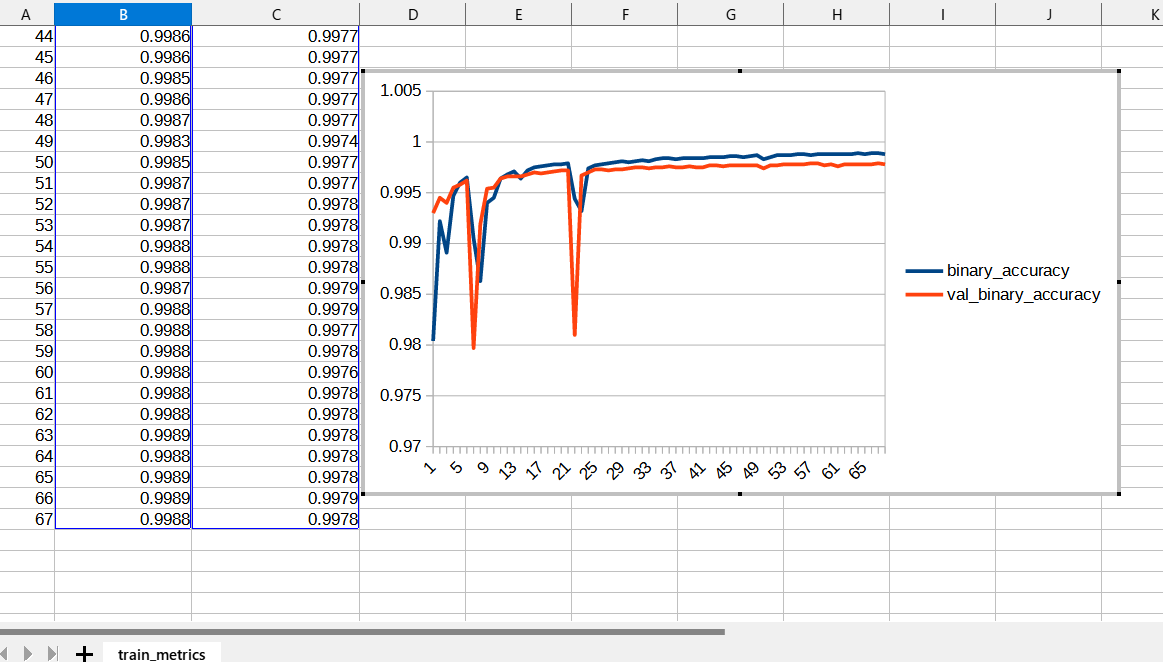 A B C D E F G H I J K
44 0.9986 0.9977
45 0.9986 0.9977
46 0.9985 0.9977
47 0.9986 0.9977
48 0.9987 0.9977
49 0.9983 0.9974
50 0.9985 0.9977
51 0.9987 0.9977
52 0.9987 0.9978
53 0.9987 0.9978
54 0.9988 0.9978
55 0.9988 0.9978
56 0.9987 0.9979
57 0.9988 0.9979
58 0.9988 0.9977
59 0.9988 0.9978
60 0.9988 0.9976
61 0.9988 0.9978
62 0.9988 0.9978
63 0.9989 0.9978
64 0.9988 0.9978
65 0.9989 0.9978
66 0.9989 0.9979
67 0.9988 0.9978
1.005
1
0.995
0.99
0.985
0.98
0.975
0.97
1 5 9 13 17 21 25 29 33 37 41 45 49 53 57 61 65
binary_accuracy
val_binary_accuracy
train_metrics